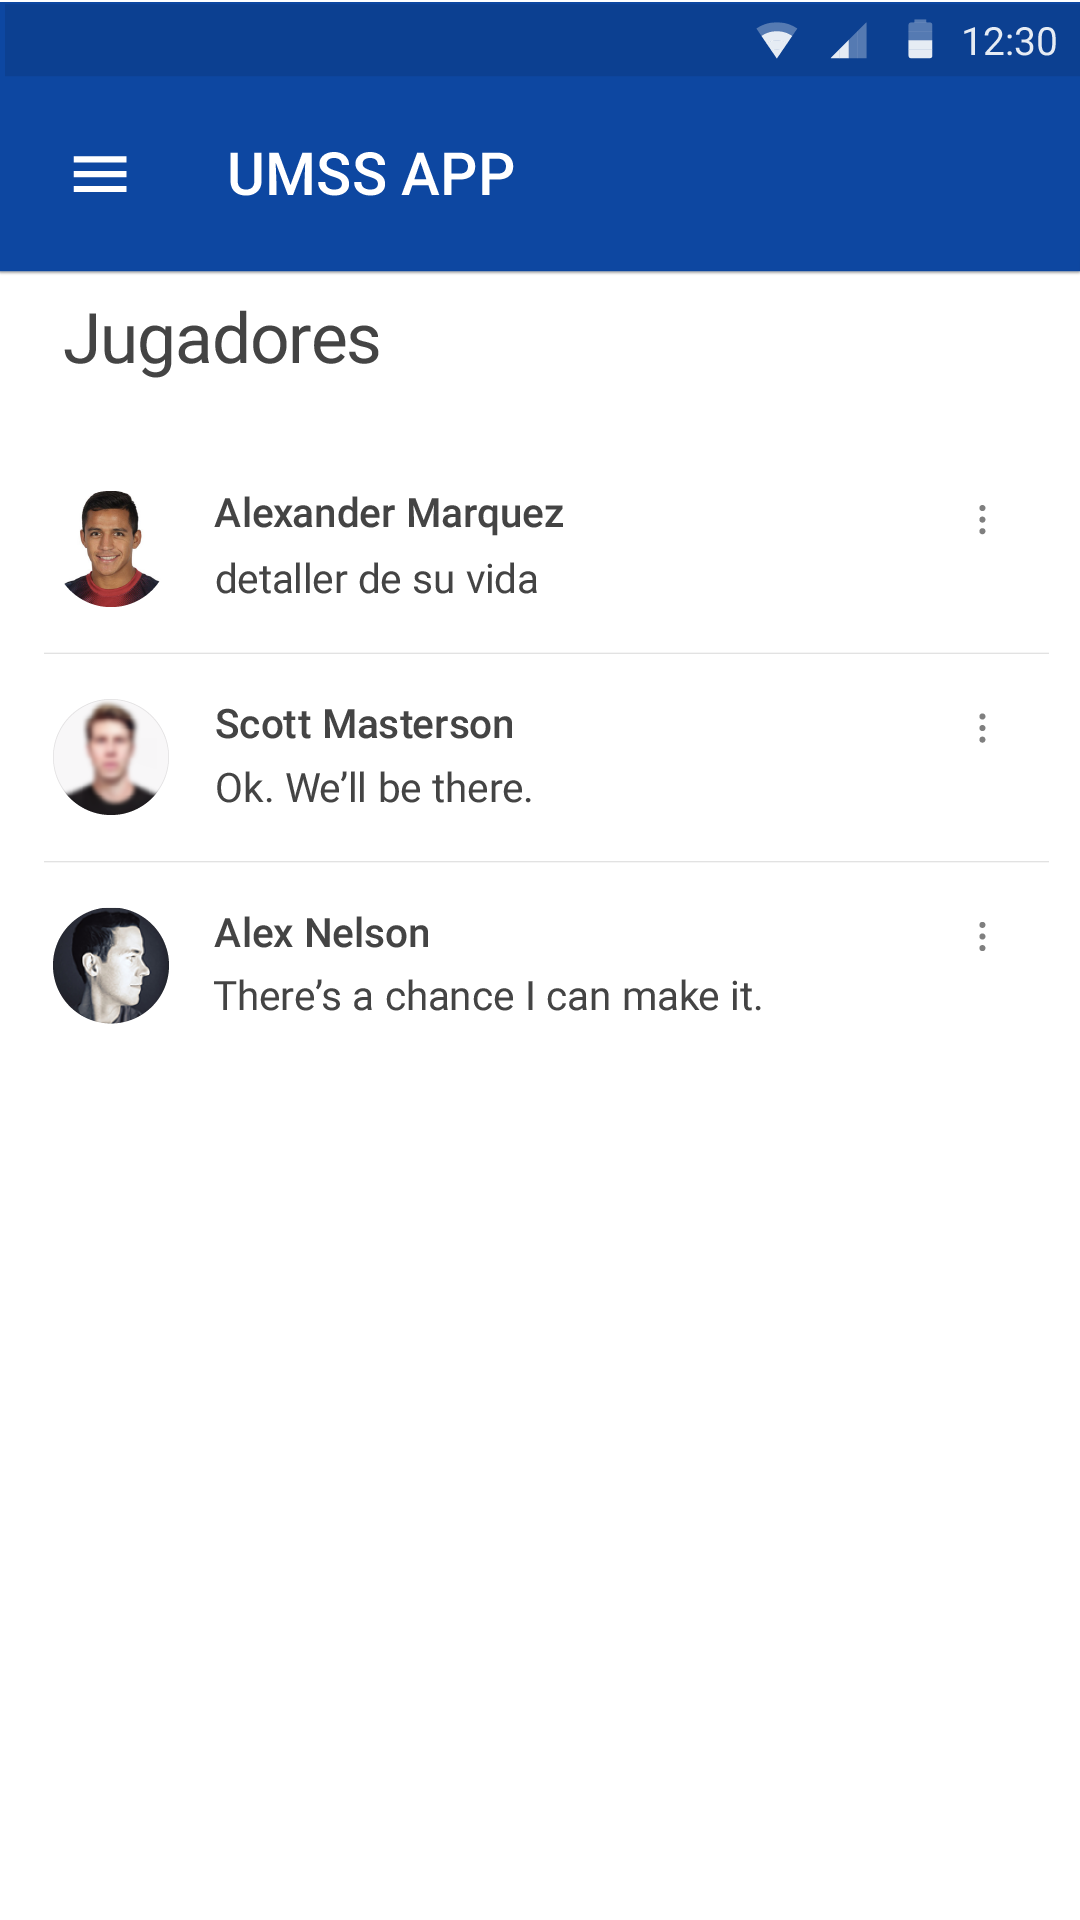 12:30
UMSS APP
Jugadores
Alexander Marquez
detaller de su vida
Scott Masterson
Ok. We’ll be there.
Alex Nelson
There’s a chance I can make it.